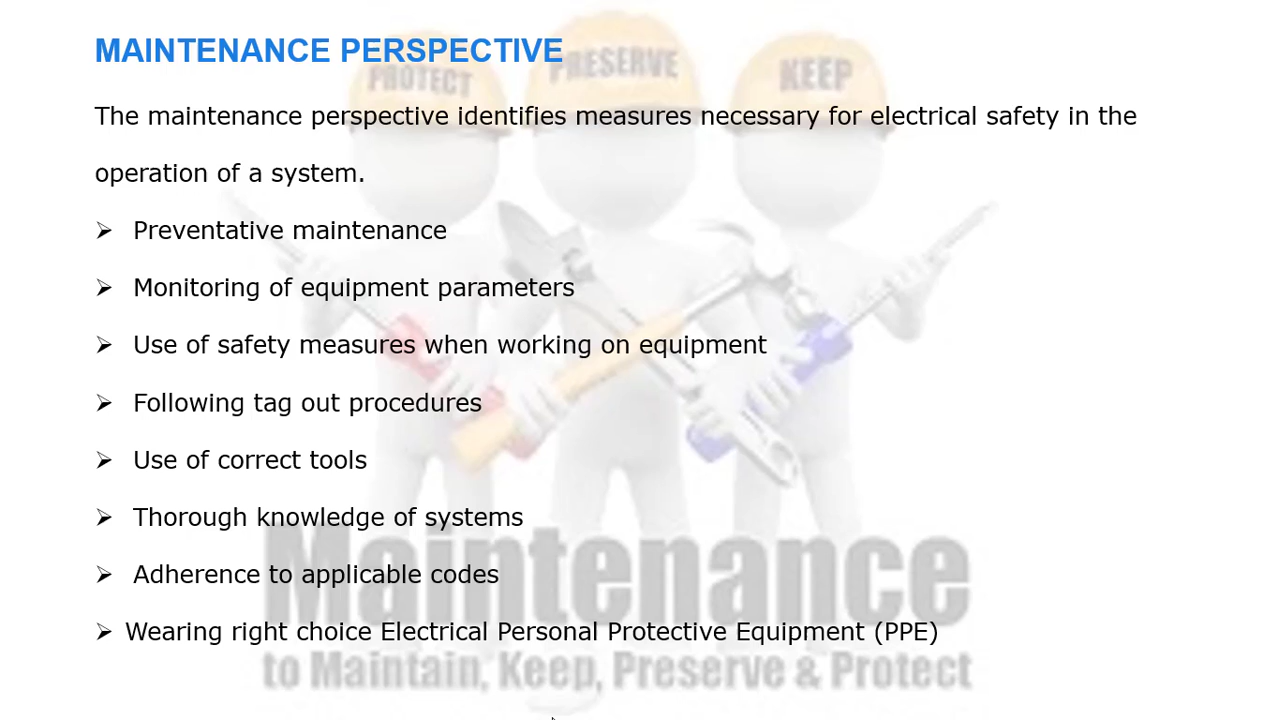 MAINTENANCE PERSPECTIVE
PROTECT
PRESERVE
KEEP
The maintenance perspective identifies measures necessary for electrical safety in the
operation of a system.
➢ Preventative maintenance
➢ Monitoring of equipment parameters
➢ Use of safety measures when working on equipment
➢ Following tag out procedures
➢ Use of correct tools
➢ Thorough knowledge of systems
➢ Adherence to applicable codes
➢ Wearing right choice Electrical Personal Protective Equipment (PPE)
Maintenance
to Maintain, Keep, Preserve & Protect